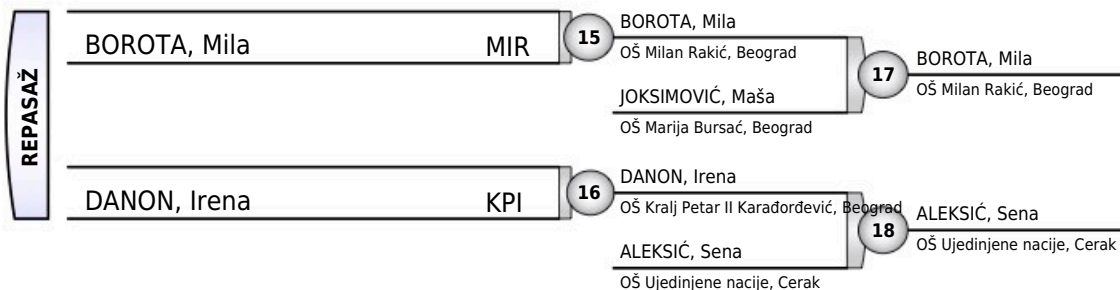 REPASAŽ
BOROTA, Mila MIR
15
BOROTA, Mila
OŠ Milan Rakić, Beograd
JOKSIMOVIĆ, Maša
OŠ Marija Bursać, Beograd
17
BOROTA, Mila
OŠ Milan Rakić, Beograd
DANON, Irena KPI
16
DANON, Irena
OŠ Kralj Petar II Karađorđević, Beograd
ALEKSIĆ, Sena
OŠ Ujedinjene nacije, Cerak
18
ALEKSIĆ, Sena
OŠ Ujedinjene nacije, Cerak